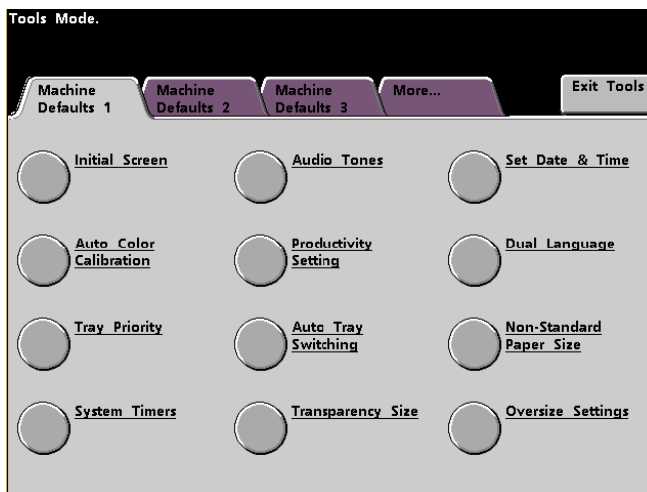 Tools Mode.
Machine
Defaults 1
Machine
Defaults 2
Machine
Defaults 3
More...
Exit Tools
Initial Screen
Audio Tones
Set Date & Time
Auto Color
Calibration
Productivity
Setting
Dual Language
Tray Priority
Auto Tray
Switching
Non-Standard
Paper Size
System Timers
Transparency Size
Oversize Settings